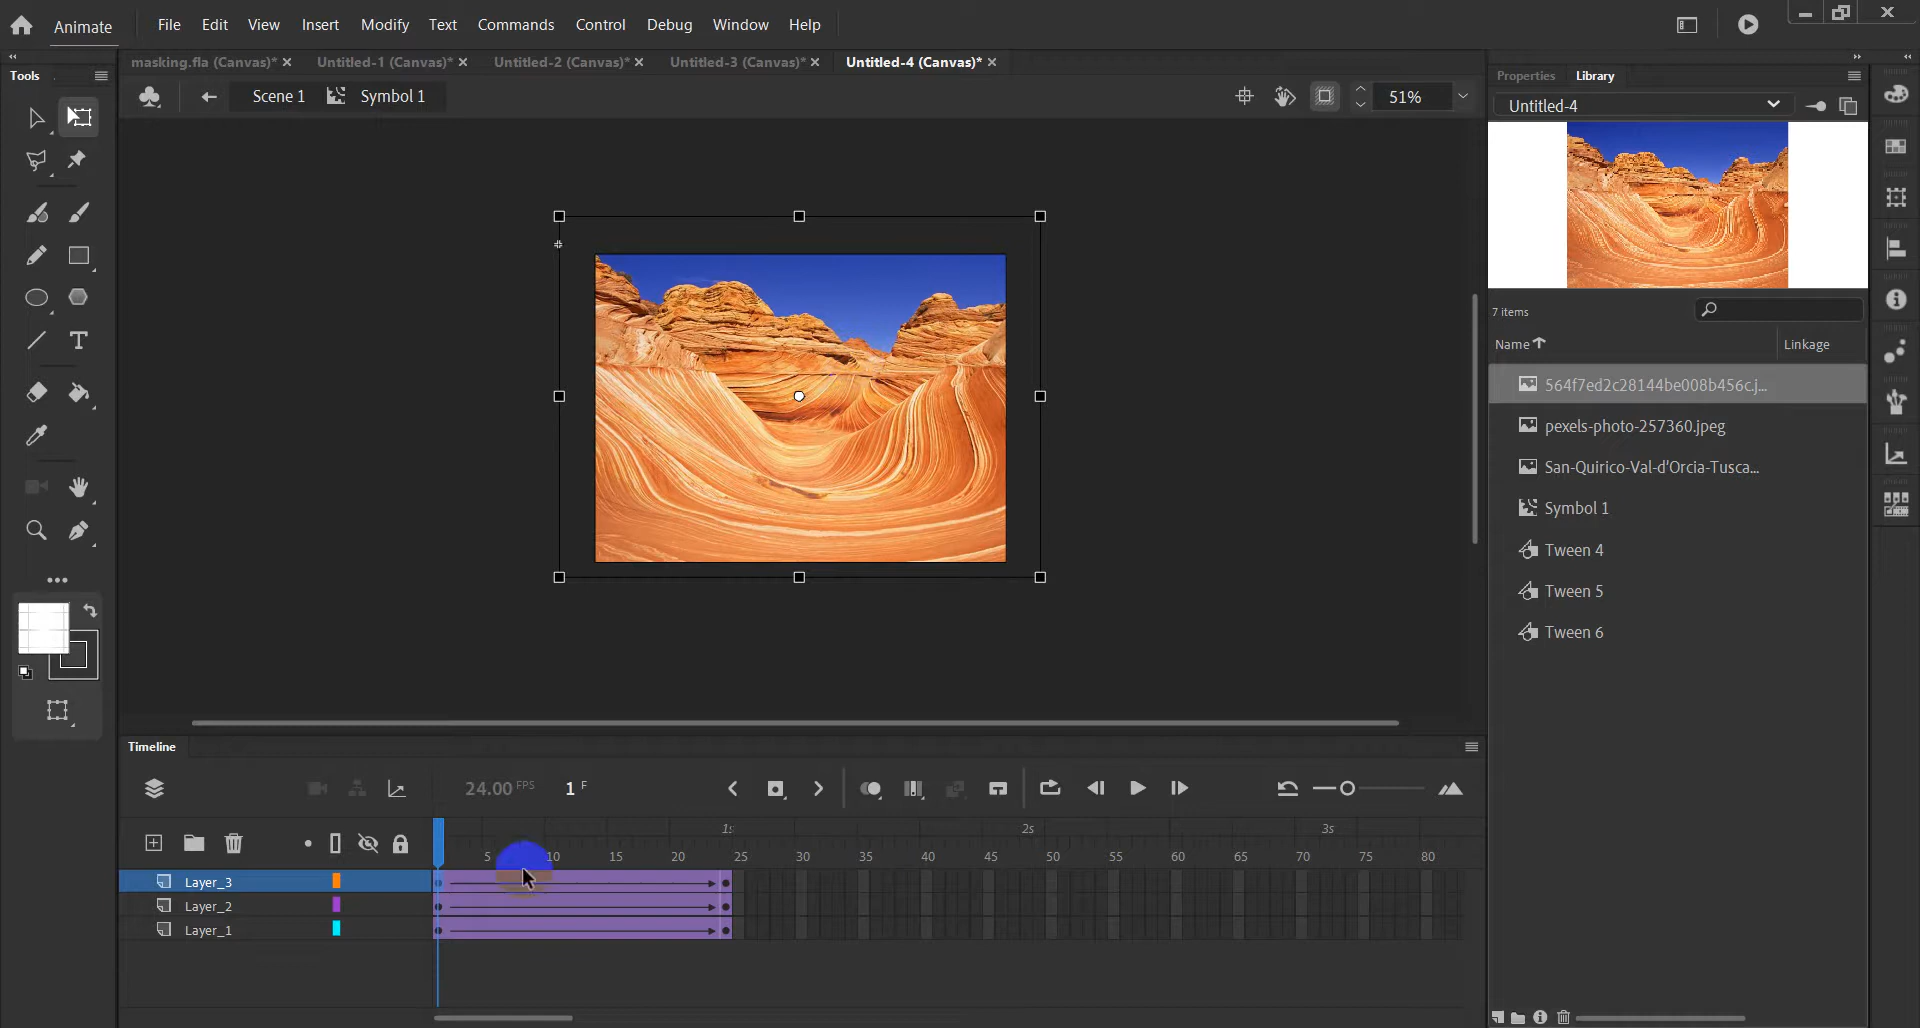 Animate File Edit View Insert Modify Text Commands Control Debug Window Help
masking.fla (Canvas)* Untitled-1 (Canvas)* Untitled-2 (Canvas)* Untitled-3 (Canvas)* Untitled-4 (Canvas)*
Tools
Properties Library
Scene 1 Symbol 1 51%
Untitled-4
7 items
Name Linkage
564f7ed2c28144be008b456c.j...
pexels-photo-257360.jpeg
San-Quirico-Val-d'Orcia-Tusca...
Symbol 1
Tween 4
Tween 5
Tween 6
Timeline
24.00 FPS 1 F
1s 2s 3s
5 10 15 20 25 30 35 40 45 50 55 60 65 70 75 80
Layer_3
Layer_2
Layer_1